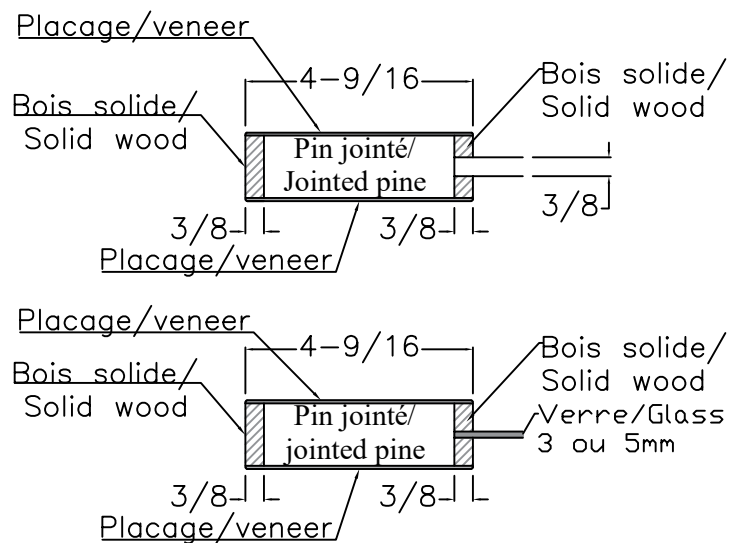 Placage/veneer
4-9/16
Bois solide/
Solid wood
Bois solide/
Solid wood
Pin jointé/
Jointed pine
3/8
3/8
3/8
Placage/veneer
Placage/veneer
4-9/16
Bois solide/
Solid wood
Bois solide/
Solid wood
Verre/Glass
3 ou 5mm
Pin jointé/
jointed pine
3/8
3/8
Placage/veneer